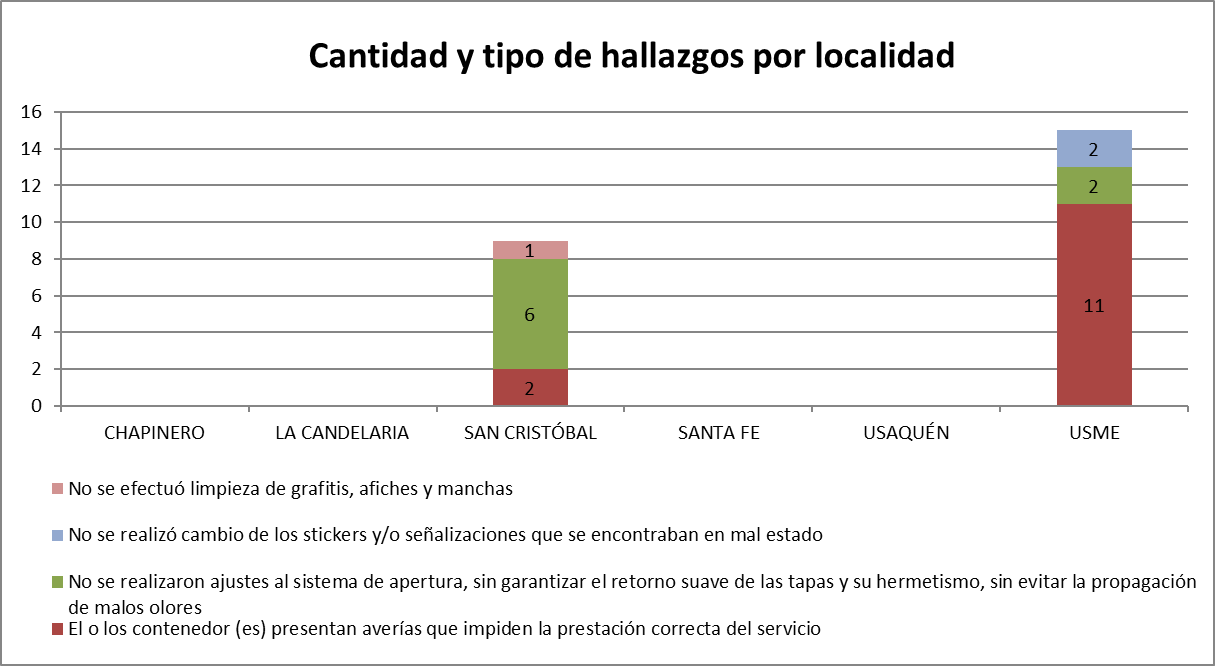 Cantidad y tipo de hallazgos por localidad
16
14
12
10
8
6
4
2
0
1
6
2
2
2
11
CHAPINERO LA CANDELARIA SAN CRISTÓBAL SANTA FE USAQUÉN USME
No se efectuó limpieza de grafitis, afiches y manchas
No se realizó cambio de los stickers y/o señalizaciones que se encontraban en mal estado
No se realizaron ajustes al sistema de apertura, sin garantizar el retorno suave de las tapas y su hermetismo, sin evitar la propagación
de malos olores
El o los contenedor (es) presentan averías que impiden la prestación correcta del servicio